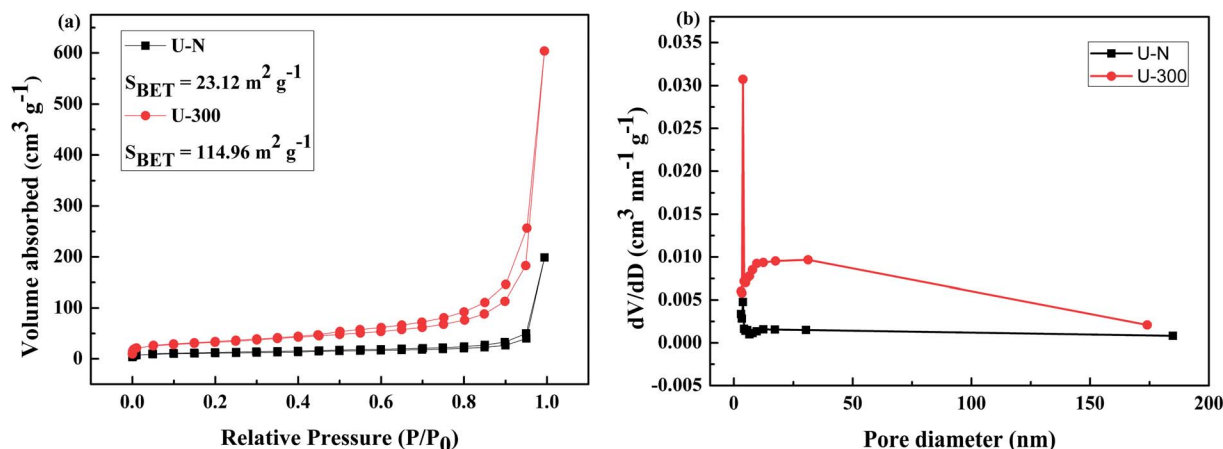 (a)
U-N
S_BET = 23.12 m² g⁻¹
U-300
S_BET = 114.96 m² g⁻¹
600
500
400
300
200
100
0
0.0 0.2 0.4 0.6 0.8 1.0
Volume absorbed (cm³ g⁻¹)
Relative Pressure (P/P₀)
(b)
U-N
U-300
0.035
0.030
0.025
0.020
0.015
0.010
0.005
0.000
-0.005
0 50 100 150 200
dV/dD (cm³ nm⁻¹ g⁻¹)
Pore diameter (nm)